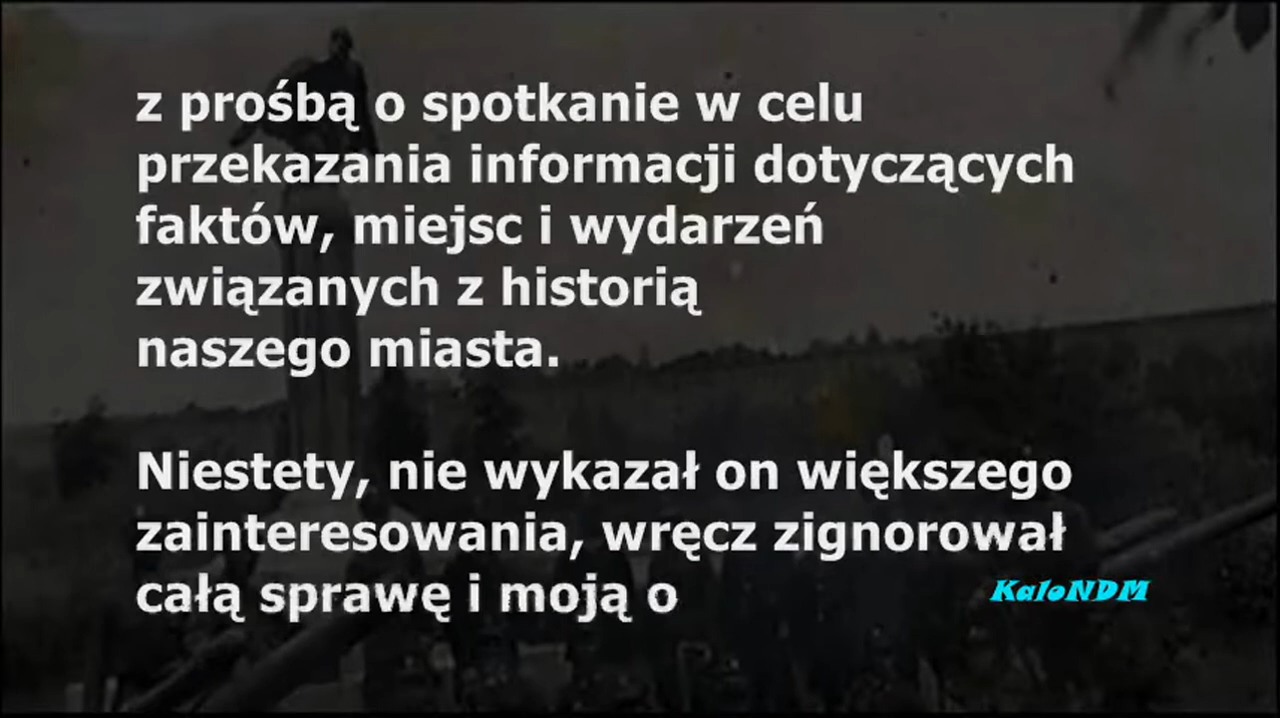 z prośbą o spotkanie w celu
przekazania informacji dotyczących
faktów, miejsc i wydarzeń
związanych z historią
naszego miasta.
Niestety, nie wykazał on większego
zainteresowania, wręcz zignorował
całą sprawę i moją o
KaloNDM